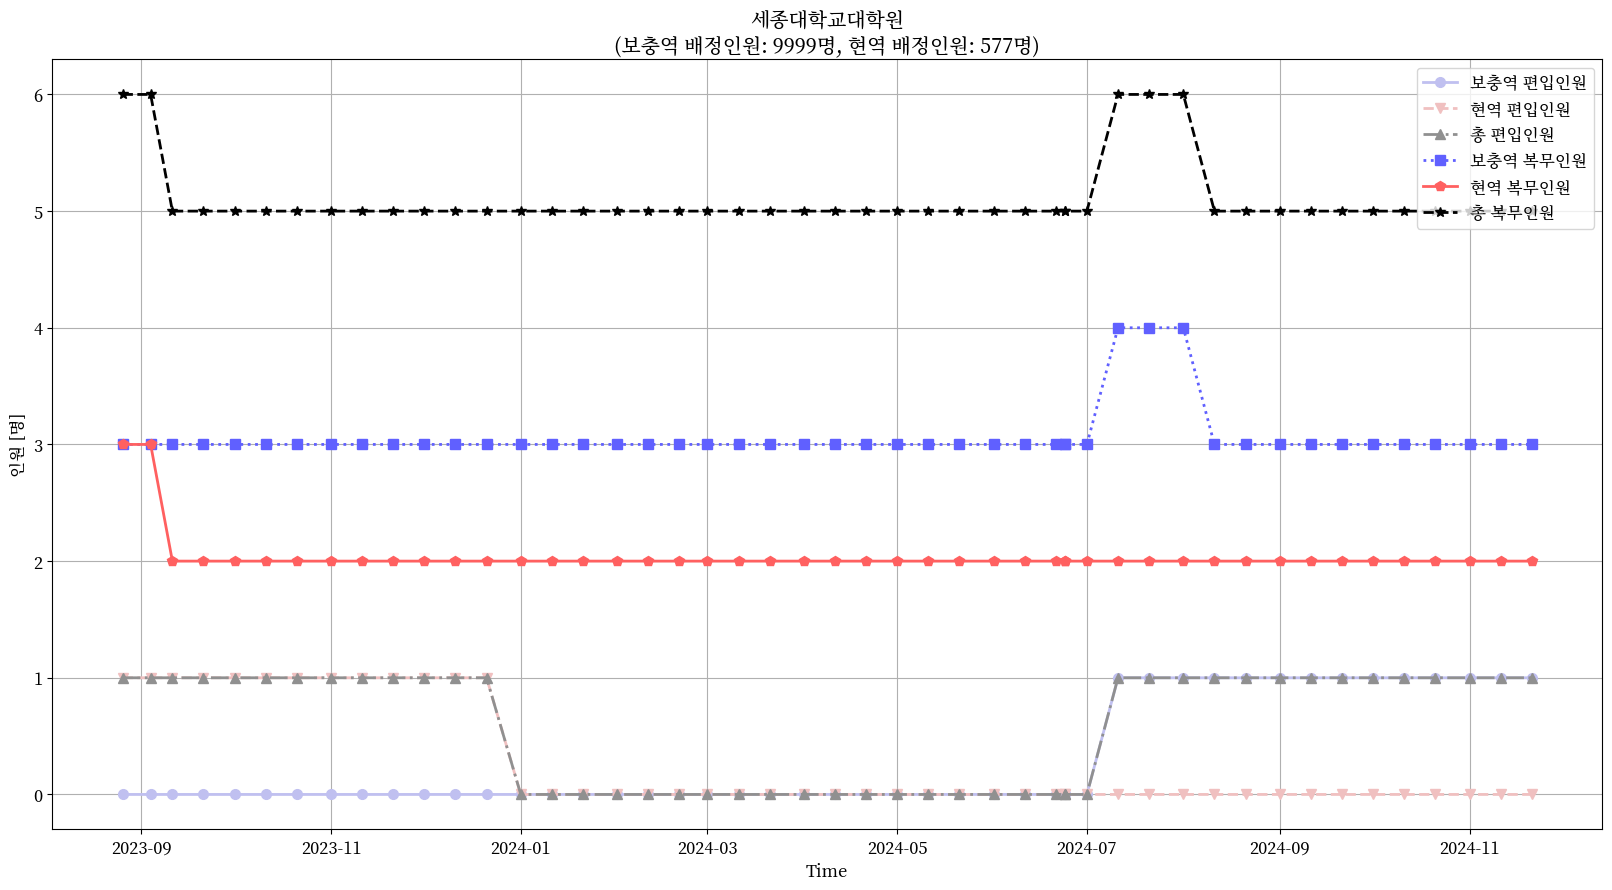 세종대학교대학원
(보충역 배정인원: 9999명, 현역 배정인원: 577명)
보충역 편입인원
현역 편입인원
총 편입인원
보충역 복무인원
현역 복무인원
총 복무인원
인원 [명]
6
5
4
3
2
1
0
2023-09
2023-11
2024-01
2024-03
2024-05
2024-07
2024-09
2024-11
Time